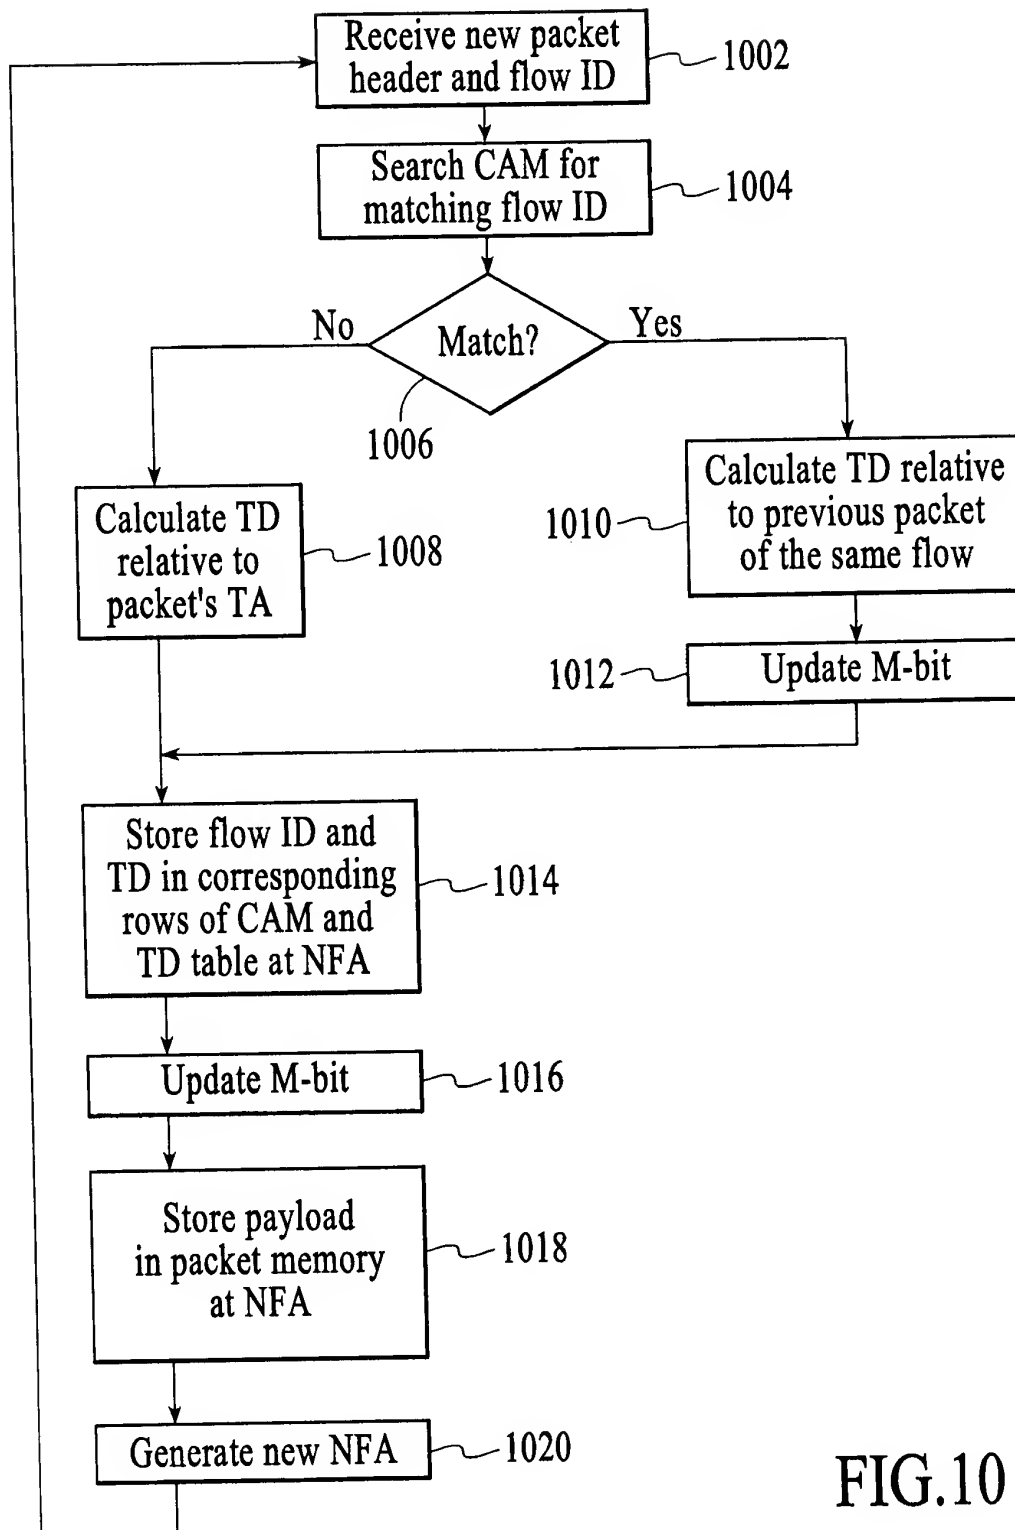 Receive new packet
header and flow ID
1002
Search CAM for
matching flow ID
1004
No
Match?
Yes
1006
Calculate TD
relative to
packet's TA
1008
1010
Calculate TD relative
to previous packet
of the same flow
1012
Update M-bit
Store flow ID and
TD in corresponding
rows of CAM and
TD table at NFA
1014
Update M-bit
1016
Store payload
in packet memory
at NFA
1018
Generate new NFA
1020
FIG.10